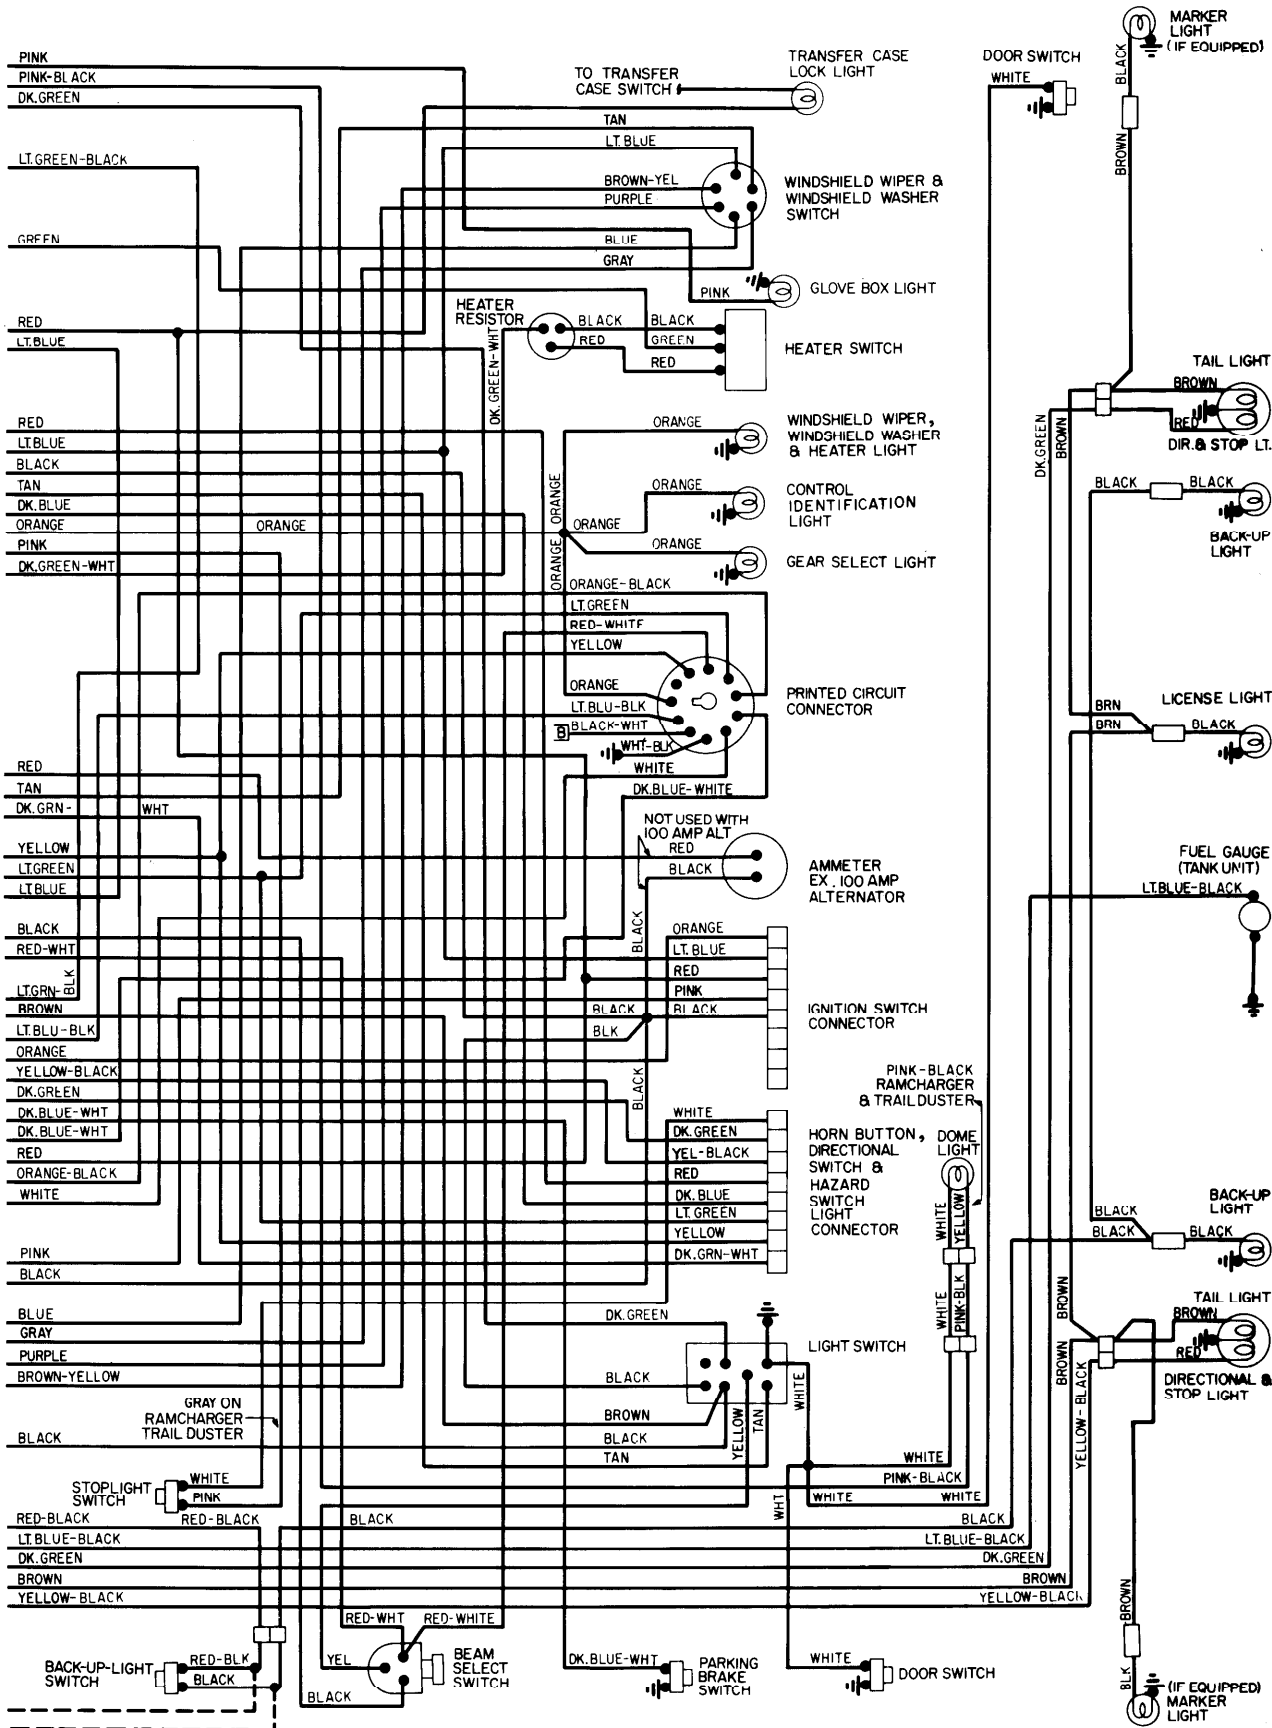 PINK
PINK-BLACK
DK.GREEN
LT.GREEN-BLACK
GREEN
RED
LT.BLUE
RED
LT.BLUE
BLACK
TAN
DK.BLUE
ORANGE
ORANGE
PINK
DK.GREEN-WHT
RED
TAN
DK.GRN-
WHT
YELLOW
LT.GREEN
LT.BLUE
BLACK
RED-WHT
LT.GRN-
BLK
BROWN
LT.BLU-BLK
ORANGE
YELLOW-BLACK
DK.GREEN
DK.BLUE-WHT
DK.BLUE-WHT
RED
ORANGE-BLACK
WHITE
PINK
BLACK
BLUE
GRAY
PURPLE
BROWN-YELLOW
GRAY ON
RAMCHARGER
TRAIL DUSTER
BLACK
STOPLIGHT
SWITCH
WHITE
PINK
RED-BLACK
RED-BLACK
BLACK
LT.BLUE-BLACK
DK.GREEN
BROWN
YELLOW-BLACK
BACK-UP-LIGHT
SWITCH
RED-BLK
BLACK
RED-WHT
RED-WHITE
YEL
BLACK
BEAM
SELECT
SWITCH
DK.BLUE-WHT
PARKING
BRAKE
SWITCH
WHITE
DOOR SWITCH
TO TRANSFER
CASE SWITCH
TRANSFER CASE
LOCK LIGHT
TAN
LT.BLUE
BROWN-YEL
PURPLE
BLUE
GRAY
WINDSHIELD WIPER &
WINDSHIELD WASHER
SWITCH
PINK
GLOVE BOX LIGHT
HEATER
RESISTOR
BLACK
BLACK
RED
GREEN
RED
DK.GREEN-WHT
HEATER SWITCH
ORANGE
WINDSHIELD WIPER,
WINDSHIELD WASHER
& HEATER LIGHT
ORANGE
ORANGE
CONTROL
IDENTIFICATION
LIGHT
ORANGE
ORANGE
ORANGE
GEAR SELECT LIGHT
ORANGE-BLACK
LT.GREEN
RED-WHITE
YELLOW
ORANGE
LT.BLU-BLK
B
BLACK-WHT
WHT-BLK
WHITE
DK.BLUE-WHITE
PRINTED CIRCUIT
CONNECTOR
NOT USED WITH
100 AMP ALT
RED
BLACK
AMMETER
EX. 100 AMP
ALTERNATOR
BLACK
ORANGE
LT.BLUE
RED
PINK
BLACK
BLACK
BLK
BLACK
IGNITION SWITCH
CONNECTOR
WHITE
DK.GREEN
YEL-BLACK
RED
DK.BLUE
LT.GREEN
YELLOW
DK.GRN-WHT
HORN BUTTON,
DIRECTIONAL
SWITCH &
HAZARD
SWITCH
LIGHT
CONNECTOR
PINK-BLACK
RAMCHARGER
& TRAILDUSTER
DOME
LIGHT
WHITE
YELLOW
WHITE
PINK-BLK
DK.GREEN
LIGHT SWITCH
BLACK
BROWN
BLACK
TAN
YELLOW
TAN
WHITE
WHITE
PINK-BLACK
WHT
WHITE
WHITE
BLACK
LT.BLUE-BLACK
DK.GREEN
BROWN
YELLOW-BLACK
DOOR SWITCH
WHITE
MARKER
LIGHT
(IF EQUIPPED)
BLACK
BROWN
TAIL LIGHT
BROWN
RED
DIR.& STOP LT.
DK.GREEN
BROWN
BLACK
BLACK
BACK-UP
LIGHT
LICENSE LIGHT
BRN
BRN
BLACK
FUEL GAUGE
(TANK UNIT)
LT.BLUE-BLACK
BACK-UP
LIGHT
BLACK
BLACK
BLACK
BROWN
TAIL LIGHT
BROWN
RED
BROWN
YELLOW-BLACK
DIRECTIONAL &
STOP LIGHT
BROWN
BLK
(IF EQUIPPED)
MARKER
LIGHT